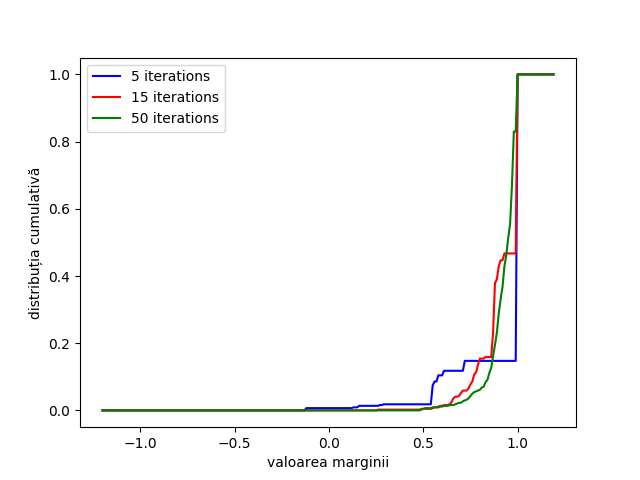 5 iterations
15 iterations
50 iterations
1.0
0.8
0.6
0.4
0.2
0.0
distribuția cumulativă
−1.0 −0.5 0.0 0.5 1.0
valoarea marginii